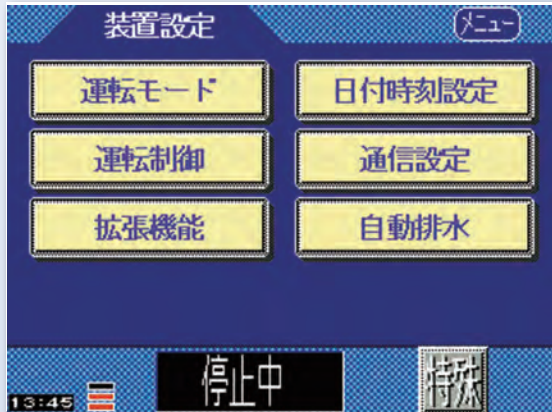 装置設定
メニュー
運転モード
日付時刻設定
運転制御
通信設定
拡張機能
自動排水
停止中
特殊
13:45